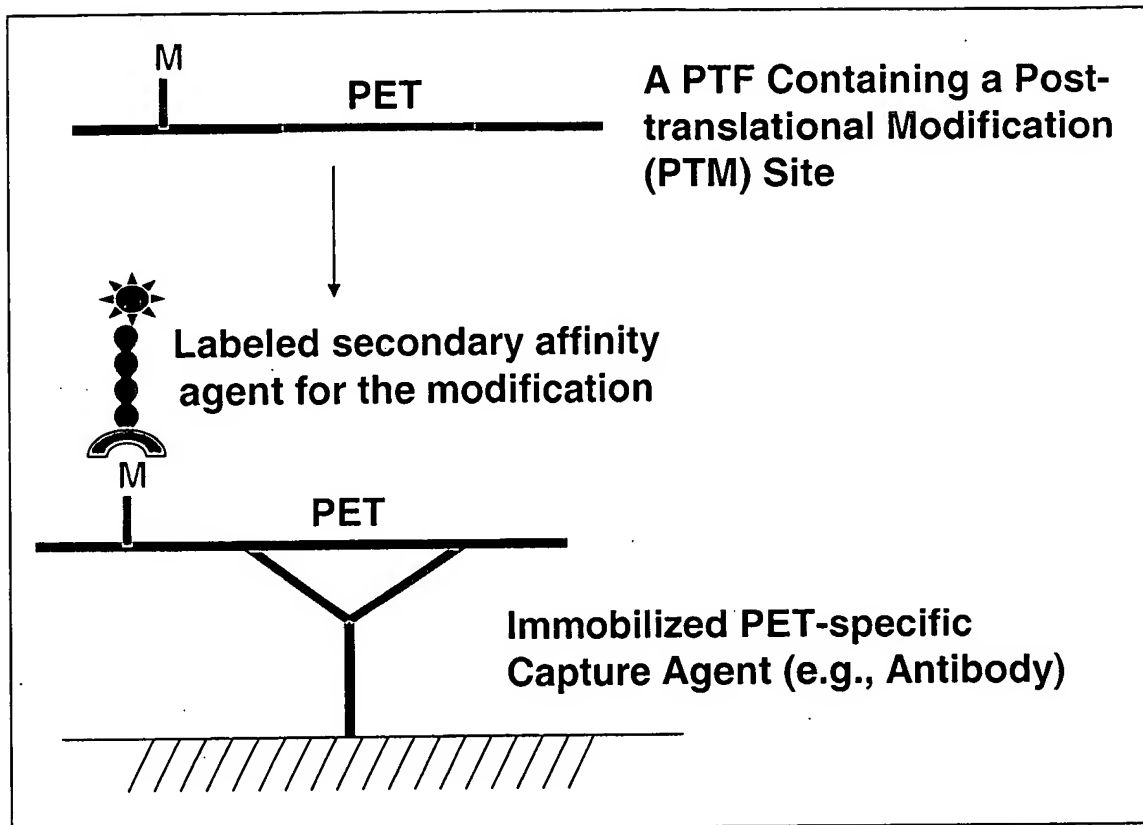 M
PET
A PTF Containing a Post-
translational Modification
(PTM) Site
Labeled secondary affinity
agent for the modification
M
PET
Immobilized PET-specific
Capture Agent (e.g., Antibody)